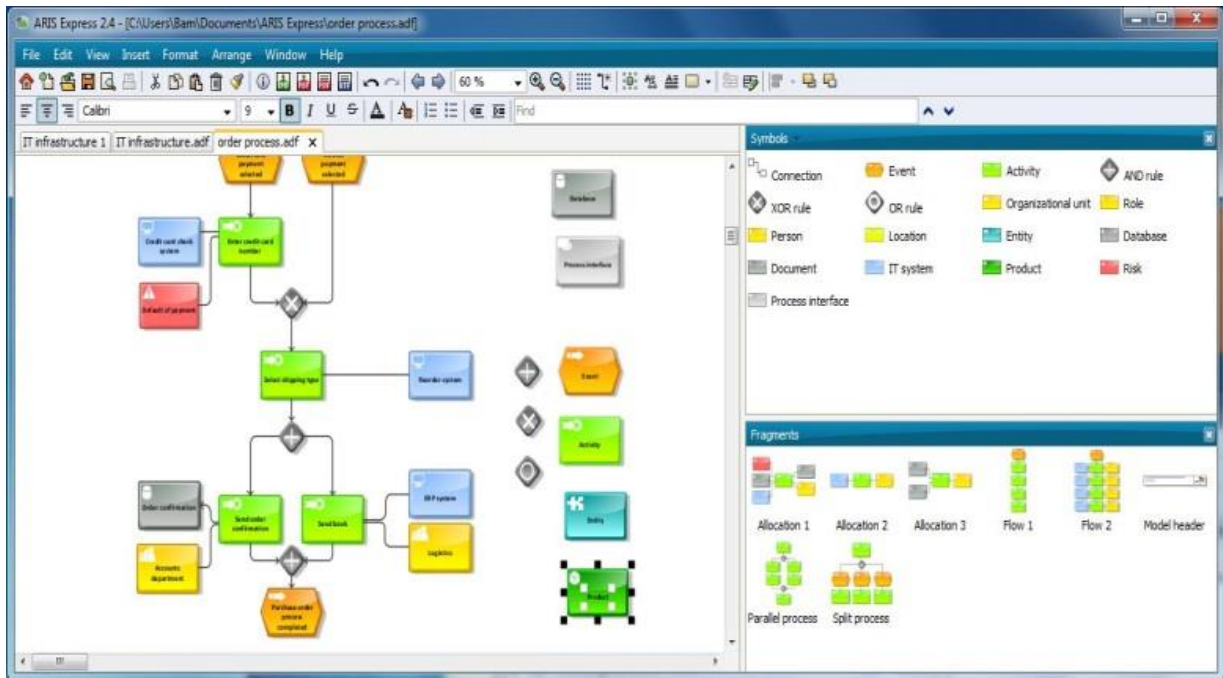 ARIS Express 2.4 - [C:\Users\Bam\Documents\ARIS Express\order process.adf]
File Edit View Insert Format Arrange Window Help
60 %
Calibri 9 B I U S A Find
IT infrastructure 1 IT infrastructure.adf order process.adf X
payment
selected
payment
selected
Credit card check
system
Enter credit card
number
Default of payment
Select shipping type
Reorder system
Order confirmation
Send order
confirmation
Send book
ERP system
Accounts
department
Logistics
Purchase order
process
completed
Database
Process interface
Event
Activity
Entity
Product
Symbols
Connection Event Activity AND rule
XOR rule OR rule Organizational unit Role
Person Location Entity Database
Document IT system Product Risk
Process interface
Fragments
Allocation 1 Allocation 2 Allocation 3 Flow 1 Flow 2 Model header
Parallel process Split process